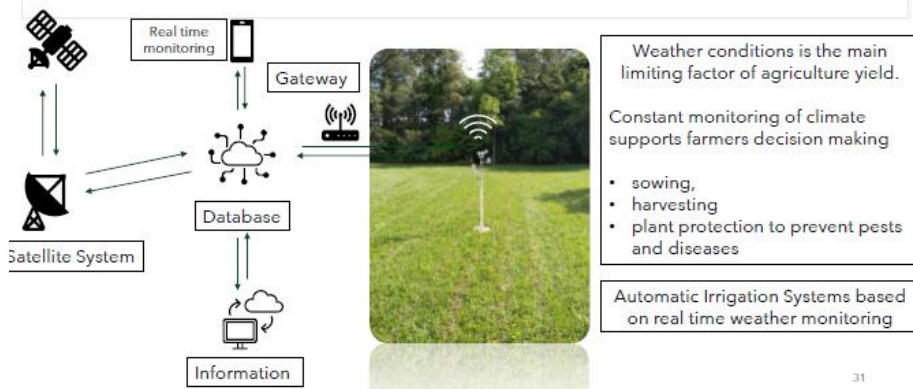 Real time
monitoring
Gateway
Database
Satellite System
Information
Weather conditions is the main
limiting factor of agriculture yield.
Constant monitoring of climate
supports farmers decision making
• sowing,
• harvesting
• plant protection to prevent pests
and diseases
Automatic Irrigation Systems based
on real time weather monitoring
31